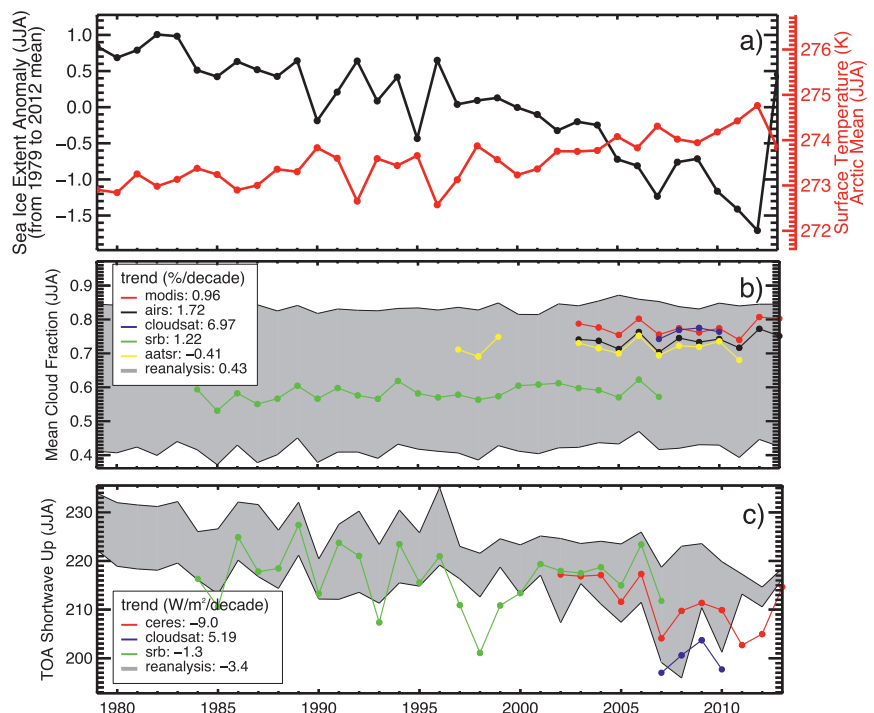 a)
Sea Ice Extent Anomaly (JJA)
(from 1979 to 2012 mean)
1.0
0.5
0.0
−0.5
−1.0
−1.5
276
275
274
273
272
Surface Temperature (K)
Arctic Mean (JJA)
b)
Mean Cloud Fraction (JJA)
0.9
0.8
0.7
0.6
0.5
0.4
trend (%/decade)
modis: 0.96
airs: 1.72
cloudsat: 6.97
srb: 1.22
aatsr: −0.41
reanalysis: 0.43
c)
TOA Shortwave Up (JJA)
230
220
210
200
trend (W/m²/decade)
ceres: −9.0
cloudsat: 5.19
srb: −1.3
reanalysis: −3.4
1980 1985 1990 1995 2000 2005 2010